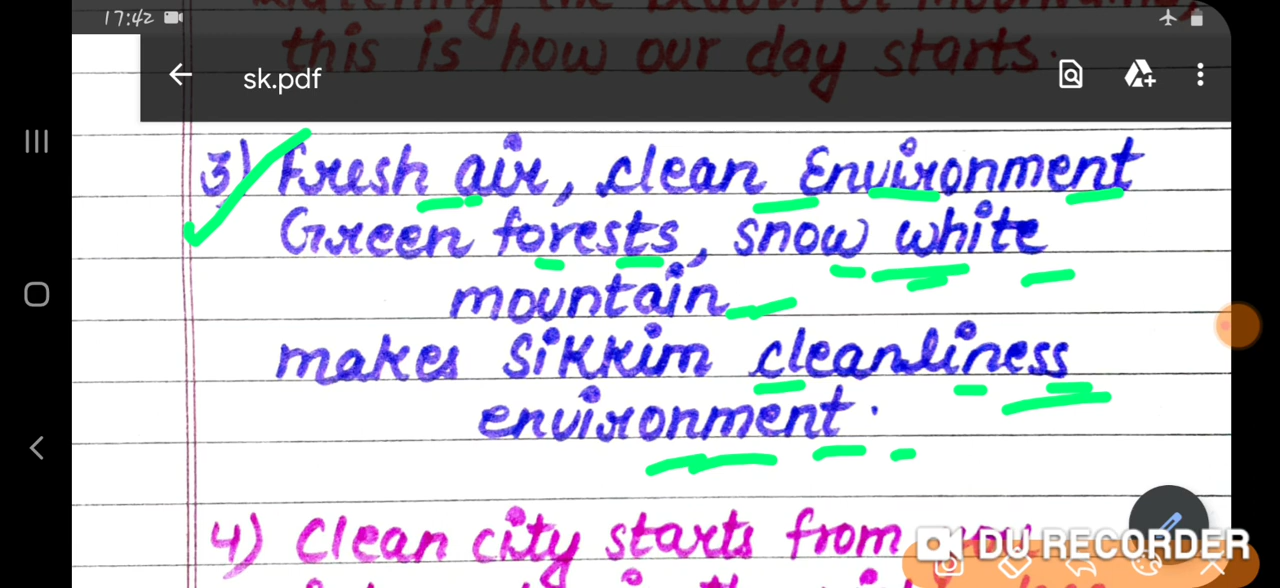 17:42
this is how our day starts.
sk.pdf
3) Fresh air, clean Environment
Green forests, snow white
mountain
makes Sikkim cleanliness
environment.
4) Clean city starts from
DU RECORDER